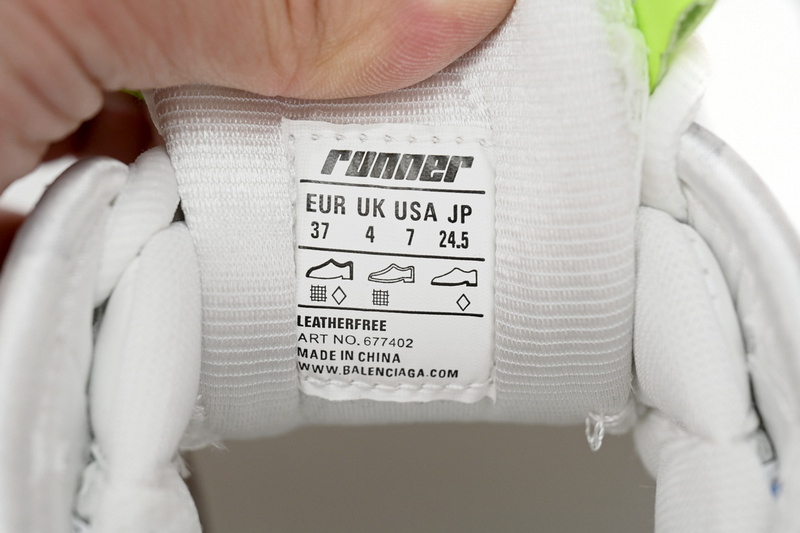 runner
EUR UK USA JP
37 4 7 24.5
LEATHERFREE
ART NO. 677402
MADE IN CHINA
WWW.BALENCIAGA.COM